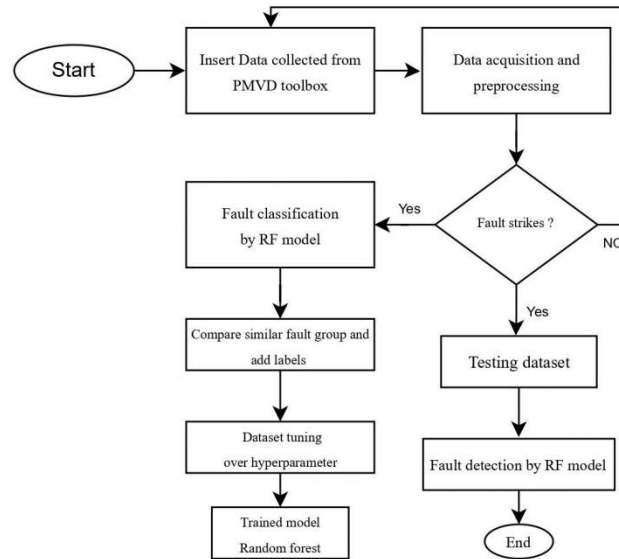 Start
Insert Data collected from
PMVD toolbox
Data acquisition and
preprocessing
Fault classification
by RF model
Yes
Fault strikes ?
NO
Compare similar fault group and
add labels
Yes
Testing dataset
Dataset tuning
over hyperparameter
Fault detection by RF model
Trained model
Random forest
End